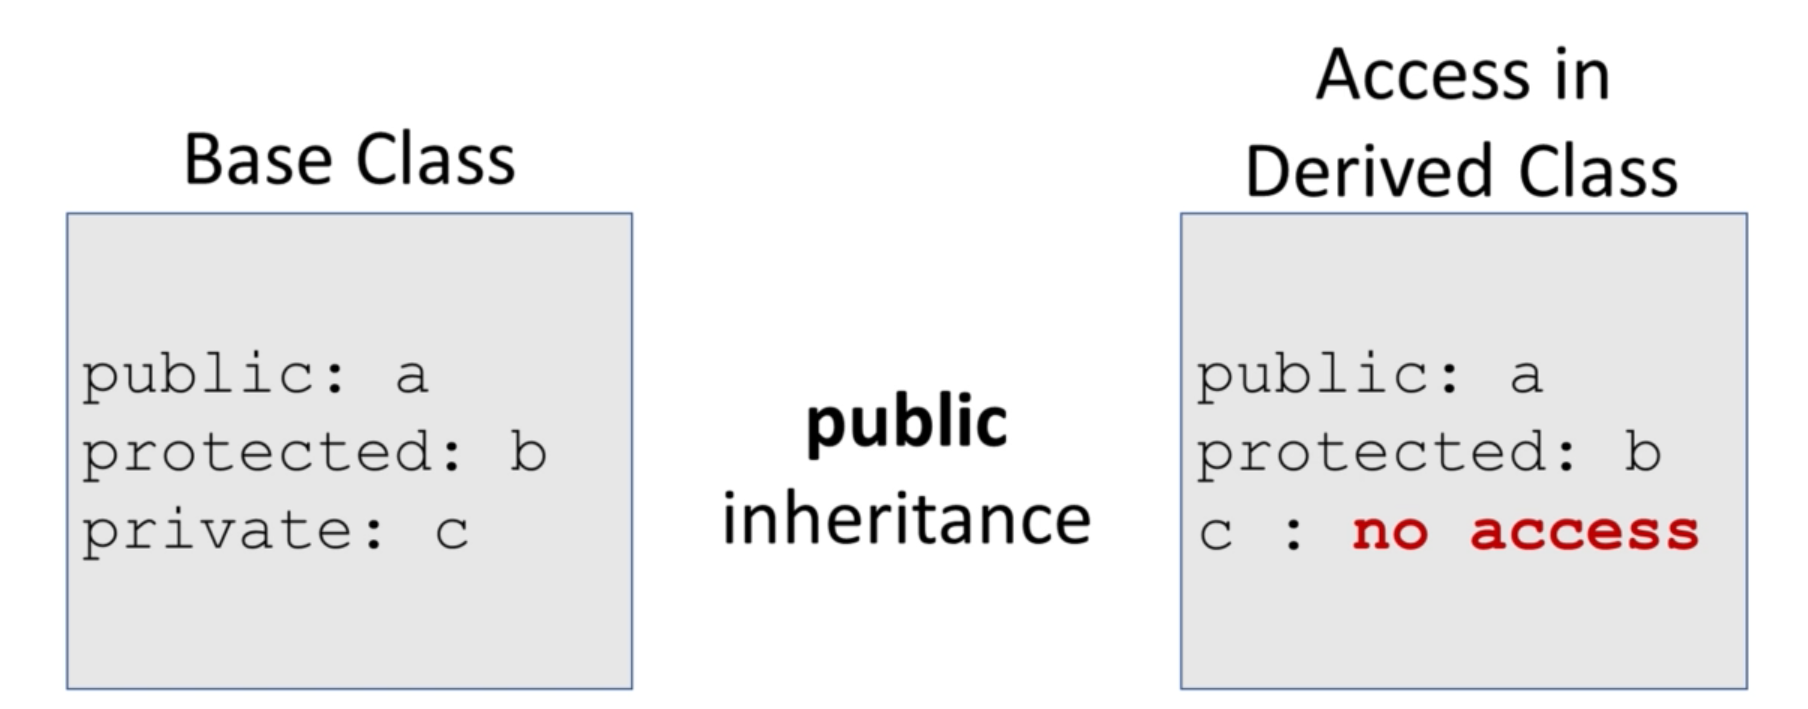 Base Class
public: a
protected: b
private: c
public
inheritance
Access in
Derived Class
public: a
protected: b
c : no access